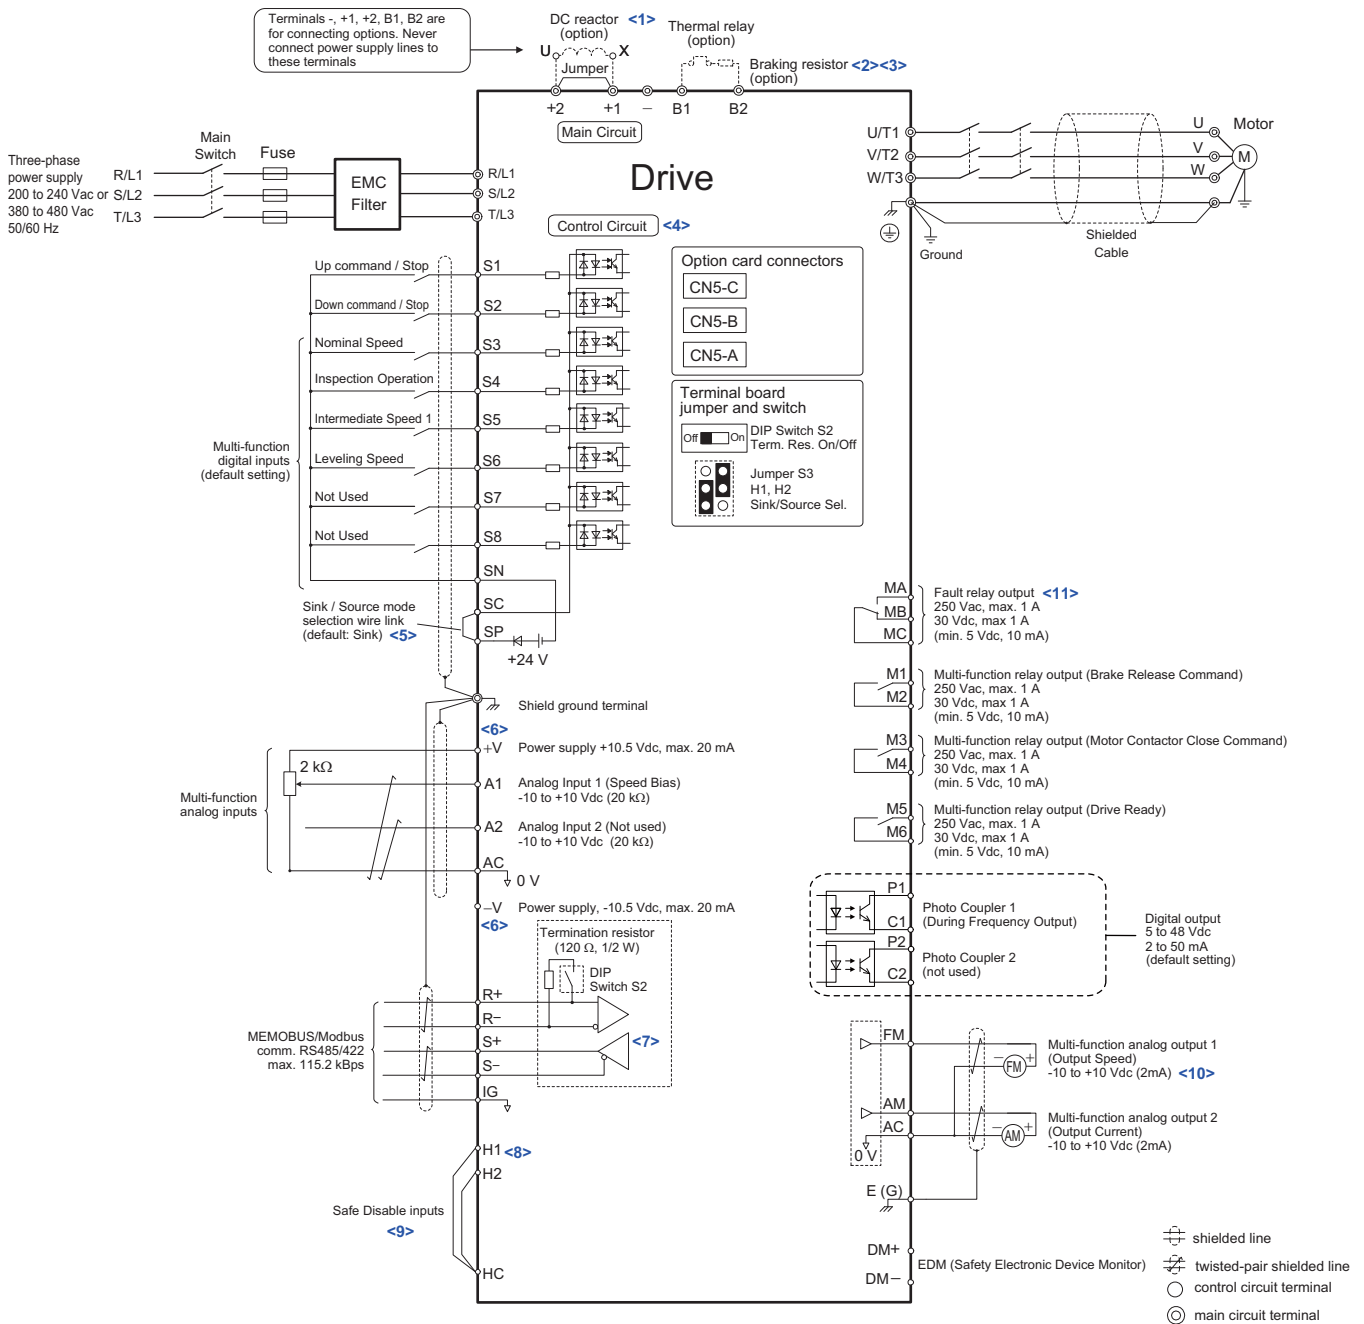 Terminals -, +1, +2, B1, B2 are
for connecting options. Never
connect power supply lines to
these terminals
DC reactor <1>
(option)
U X
Jumper
Thermal relay
(option)
Braking resistor <2><3>
(option)
+2 +1 − B1 B2
Main Circuit
Drive
Three-phase
power supply
200 to 240 Vac or
380 to 480 Vac
50/60 Hz
R/L1
S/L2
T/L3
Main
Switch
Fuse
EMC
Filter
R/L1
S/L2
T/L3
U/T1
V/T2
W/T3
U
V
W
Motor
M
Ground
Shielded
Cable
Control Circuit <4>
Option card connectors
CN5-C
CN5-B
CN5-A
Terminal board
jumper and switch
Off On
DIP Switch S2
Term. Res. On/Off
Jumper S3
H1, H2
Sink/Source Sel.
Up command / Stop S1
Down command / Stop S2
Nominal Speed S3
Inspection Operation S4
Intermediate Speed 1 S5
Leveling Speed S6
Not Used S7
Not Used S8
Multi-function
digital inputs
(default setting)
SN
SC
SP
+24 V
Sink / Source mode
selection wire link
(default: Sink) <5>
Shield ground terminal
<6>
+V Power supply +10.5 Vdc, max. 20 mA
2 kΩ
Multi-function
analog inputs
A1 Analog Input 1 (Speed Bias)
-10 to +10 Vdc (20 kΩ)
A2 Analog Input 2 (Not used)
-10 to +10 Vdc (20 kΩ)
AC
0 V
−V Power supply, -10.5 Vdc, max. 20 mA
<6>
Termination resistor
(120 Ω, 1/2 W)
DIP
Switch S2
<7>
R+
R−
S+
S−
IG
MEMOBUS/Modbus
comm. RS485/422
max. 115.2 kBps
H1 <8>
H2
Safe Disable inputs
<9>
HC
MA
MB
MC
Fault relay output <11>
250 Vac, max. 1 A
30 Vdc, max 1 A
(min. 5 Vdc, 10 mA)
M1
M2
Multi-function relay output (Brake Release Command)
250 Vac, max. 1 A
30 Vdc, max 1 A
(min. 5 Vdc, 10 mA)
M3
M4
Multi-function relay output (Motor Contactor Close Command)
250 Vac, max. 1 A
30 Vdc, max 1 A
(min. 5 Vdc, 10 mA)
M5
M6
Multi-function relay output (Drive Ready)
250 Vac, max. 1 A
30 Vdc, max 1 A
(min. 5 Vdc, 10 mA)
P1
C1
Photo Coupler 1
(During Frequency Output)
P2
C2
Photo Coupler 2
(not used)
Digital output
5 to 48 Vdc
2 to 50 mA
(default setting)
FM
− FM +
Multi-function analog output 1
(Output Speed)
-10 to +10 Vdc (2mA) <10>
AM
AC
0 V
− AM +
Multi-function analog output 2
(Output Current)
-10 to +10 Vdc (2mA)
E (G)
DM+
DM−
EDM (Safety Electronic Device Monitor)
shielded line
twisted-pair shielded line
control circuit terminal
main circuit terminal